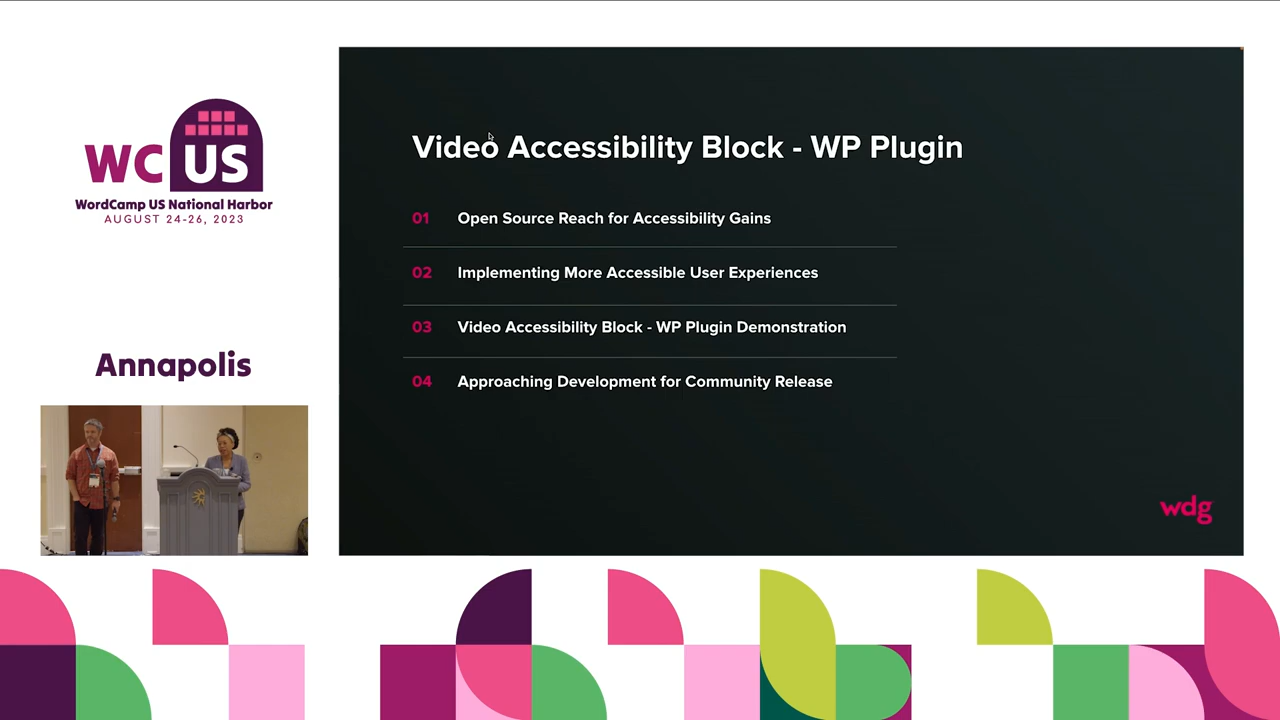 WC US
WordCamp US National Harbor
AUGUST 24-26, 2023
Annapolis
Video Accessibility Block - WP Plugin
01 Open Source Reach for Accessibility Gains
02 Implementing More Accessible User Experiences
03 Video Accessibility Block - WP Plugin Demonstration
04 Approaching Development for Community Release
wdg